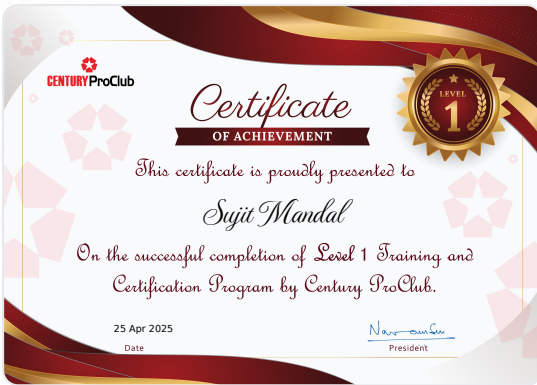 CENTURY ProClub
LEVEL
1
Certificate
OF ACHIEVEMENT
This certificate is proudly presented to
Sujit Mandal
On the successful completion of Level 1 Training and
Certification Program by Century ProClub.
25 Apr 2025
Date
President